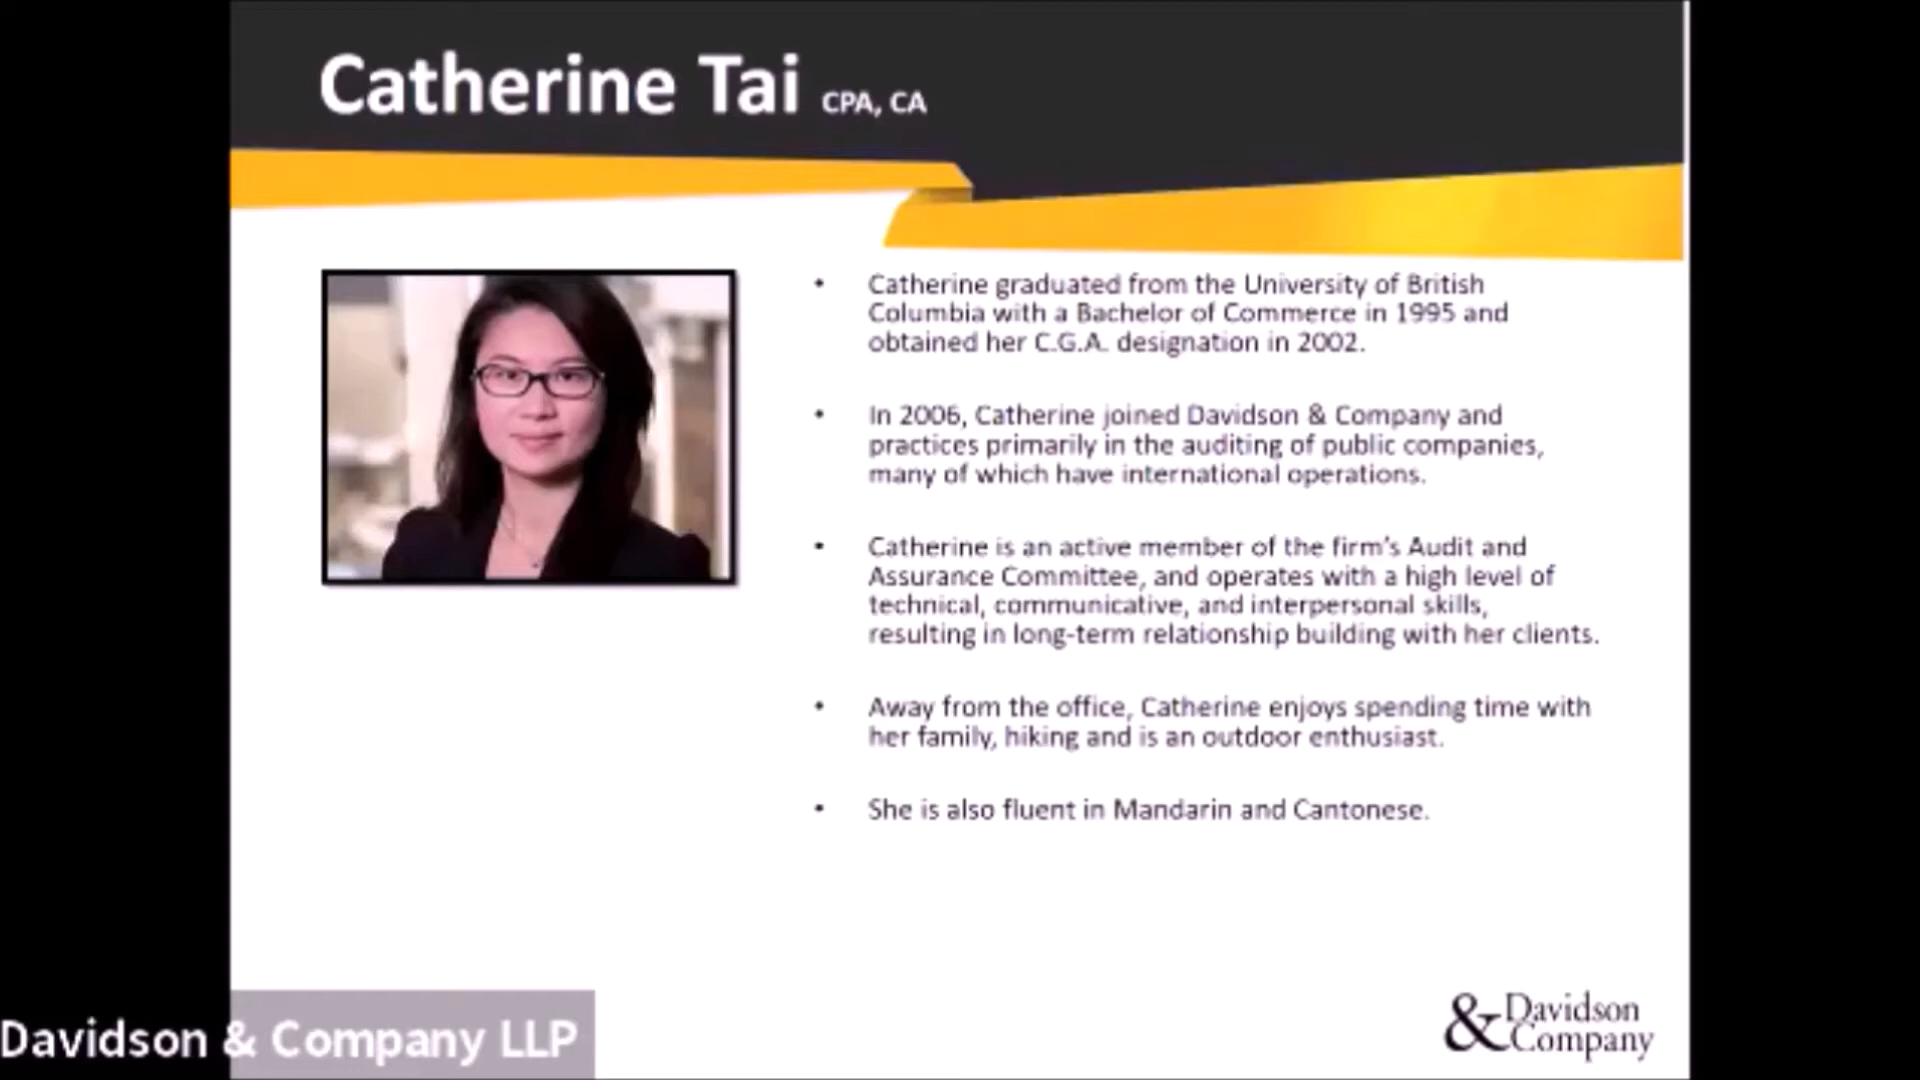 Catherine Tai CPA, CA
• Catherine graduated from the University of British
Columbia with a Bachelor of Commerce in 1995 and
obtained her C.G.A. designation in 2002.
• In 2006, Catherine joined Davidson & Company and
practices primarily in the auditing of public companies,
many of which have international operations.
• Catherine is an active member of the firm’s Audit and
Assurance Committee, and operates with a high level of
technical, communicative, and interpersonal skills,
resulting in long-term relationship building with her clients.
• Away from the office, Catherine enjoys spending time with
her family, hiking and is an outdoor enthusiast.
• She is also fluent in Mandarin and Cantonese.
Davidson & Company LLP
& Davidson
Company